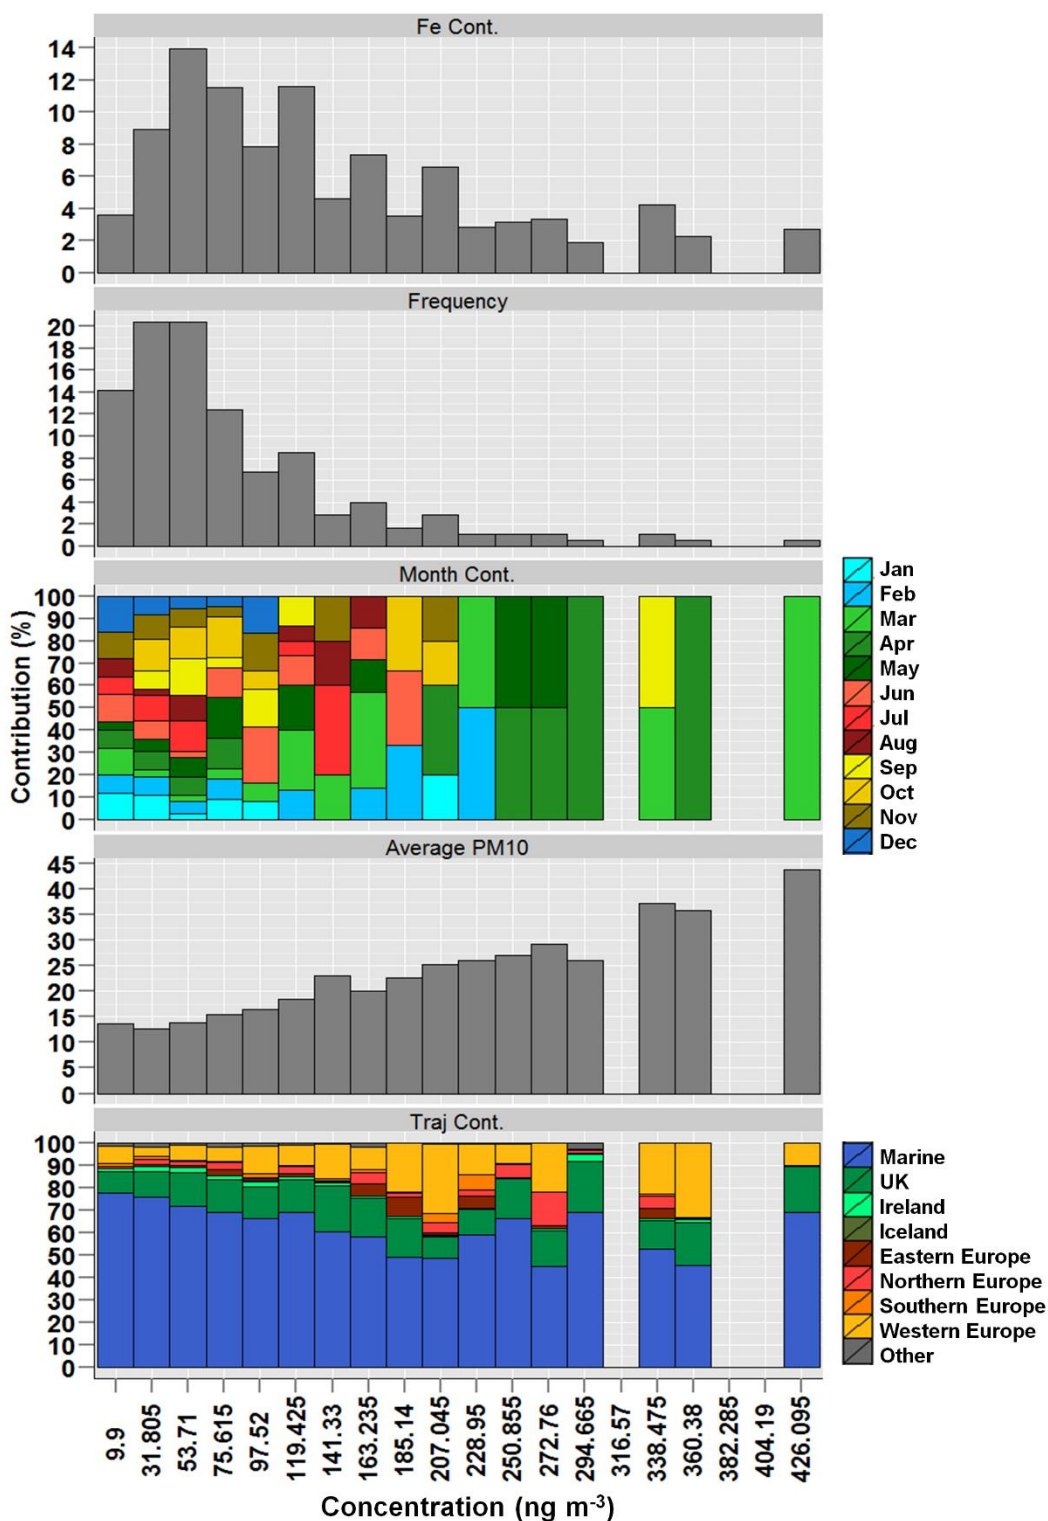 Fe Cont.
14
12
10
8
6
4
2
0
Frequency
20
18
16
14
12
10
8
6
4
2
0
Month Cont.
100
90
80
70
60
50
40
30
20
10
0
Contribution (%)
Jan
Feb
Mar
Apr
May
Jun
Jul
Aug
Sep
Oct
Nov
Dec
Average PM10
45
40
35
30
25
20
15
10
5
0
Traj Cont.
100
90
80
70
60
50
40
30
20
10
0
Marine
UK
Ireland
Iceland
Eastern Europe
Northern Europe
Southern Europe
Western Europe
Other
9.9
31.805
53.71
75.615
97.52
119.425
141.33
163.235
185.14
207.045
228.95
250.855
272.76
294.665
316.57
338.475
360.38
382.285
404.19
426.095
Concentration (ng m-3)